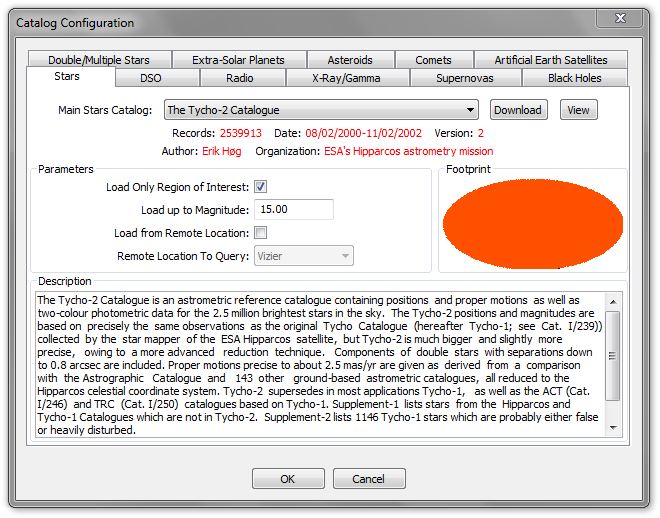 Catalog Configuration
Double/Multiple Stars Extra-Solar Planets Asteroids Comets Artificial Earth Satellites
Stars DSO Radio X-Ray/Gamma Supernovas Black Holes
Main Stars Catalog: The Tycho-2 Catalogue Download View
Records: 2539913 Date: 08/02/2000-11/02/2002 Version: 2
Author: Erik Høg Organization: ESA's Hipparcos astrometry mission
Parameters Footprint
Load Only Region of Interest:
Load up to Magnitude: 15.00
Load from Remote Location:
Remote Location To Query: Vizier
Description
The Tycho-2 Catalogue is an astrometric reference catalogue containing positions and proper motions as well as
two-colour photometric data for the 2.5 million brightest stars in the sky. The Tycho-2 positions and magnitudes are
based on precisely the same observations as the original Tycho Catalogue (hereafter Tycho-1; see Cat. I/239))
collected by the star mapper of the ESA Hipparcos satellite, but Tycho-2 is much bigger and slightly more
precise, owing to a more advanced reduction technique. Components of double stars with separations down
to 0.8 arcsec are included. Proper motions precise to about 2.5 mas/yr are given as derived from a comparison
with the Astrographic Catalogue and 143 other ground-based astrometric catalogues, all reduced to the
Hipparcos celestial coordinate system. Tycho-2 supersedes in most applications Tycho-1, as well as the ACT (Cat.
I/246) and TRC (Cat. I/250) catalogues based on Tycho-1. Supplement-1 lists stars from the Hipparcos and
Tycho-1 Catalogues which are not in Tycho-2. Supplement-2 lists 1146 Tycho-1 stars which are probably either false
or heavily disturbed.
OK Cancel